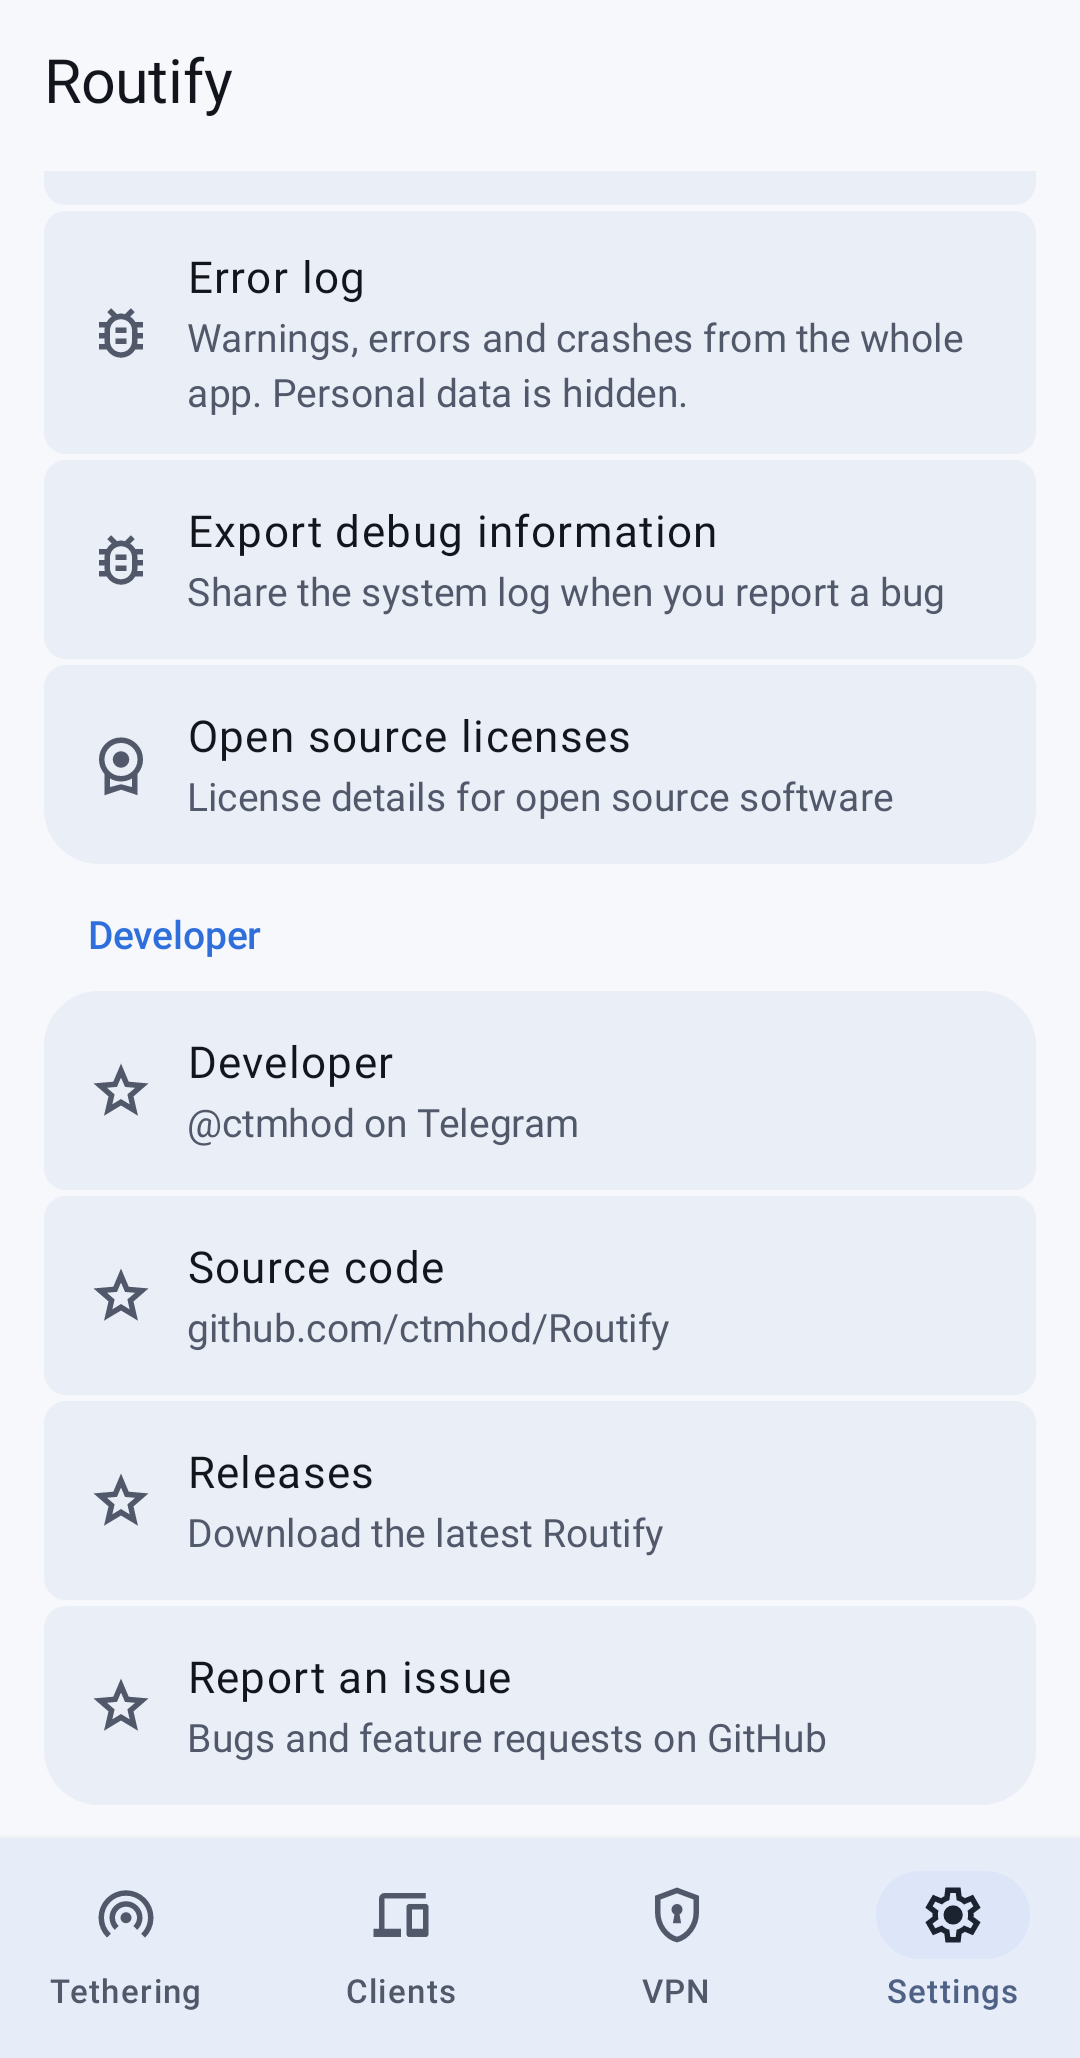 Routify
Error log
Warnings, errors and crashes from the whole
app. Personal data is hidden.
Export debug information
Share the system log when you report a bug
Open source licenses
License details for open source software
Developer
Developer
@ctmhod on Telegram
Source code
github.com/ctmhod/Routify
Releases
Download the latest Routify
Report an issue
Bugs and feature requests on GitHub
Tethering
Clients
VPN
Settings